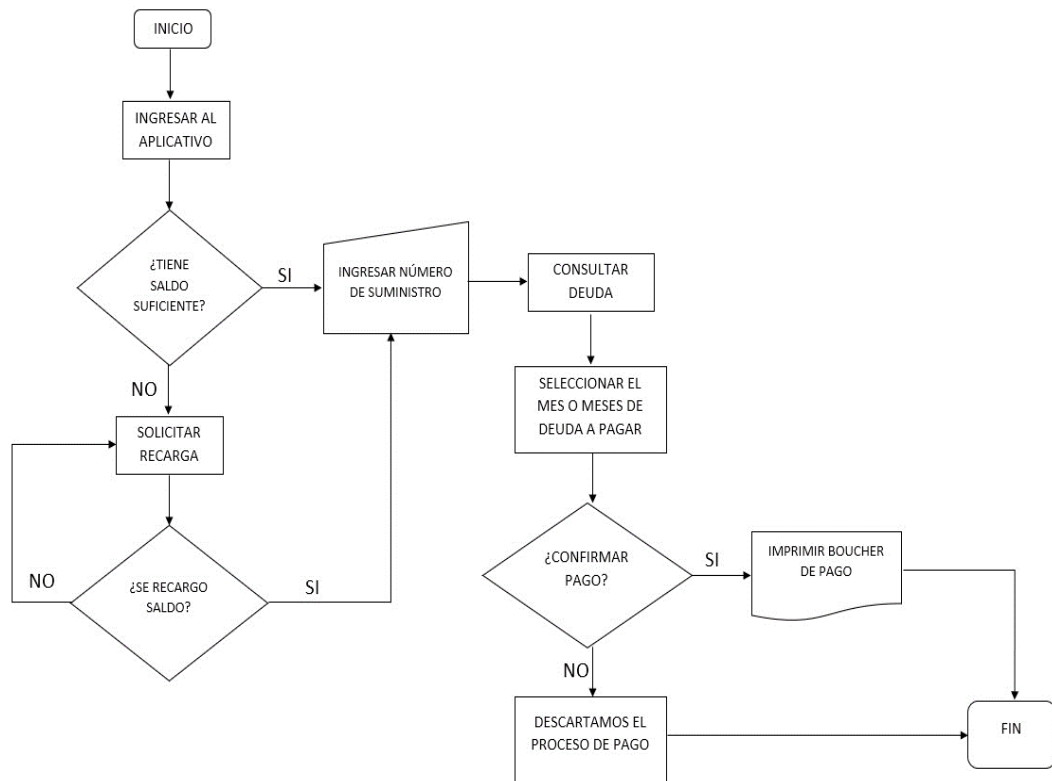 INICIO
INGRESAR AL
APLICATIVO
¿TIENE
SALDO
SUFICIENTE?
SI
INGRESAR NÚMERO
DE SUMINISTRO
CONSULTAR
DEUDA
NO
SOLICITAR
RECARGA
SELECCIONAR EL
MES O MESES DE
DEUDA A PAGAR
¿SE RECARGO
SALDO?
NO
SI
¿CONFIRMAR
PAGO?
SI
IMPRIMIR BOUCHER
DE PAGO
NO
DESCARTAMOS EL
PROCESO DE PAGO
FIN